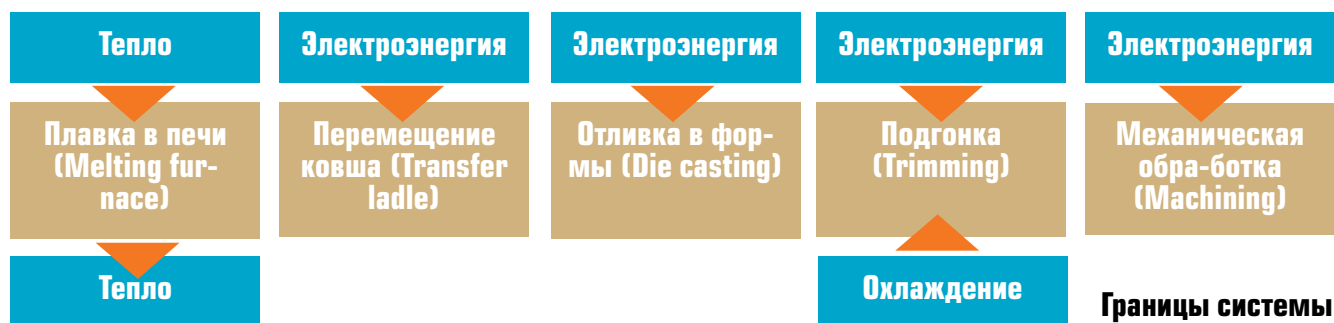 Тепло
Электроэнергия
Электроэнергия
Электроэнергия
Электроэнергия
Плавка в печи
(Melting fur-
nace)
Перемещение
ковша (Transfer
ladle)
Отливка в фор-
мы (Die casting)
Подгонка
(Trimming)
Механическая
обра-ботка
(Machining)
Тепло
Охлаждение
Границы системы